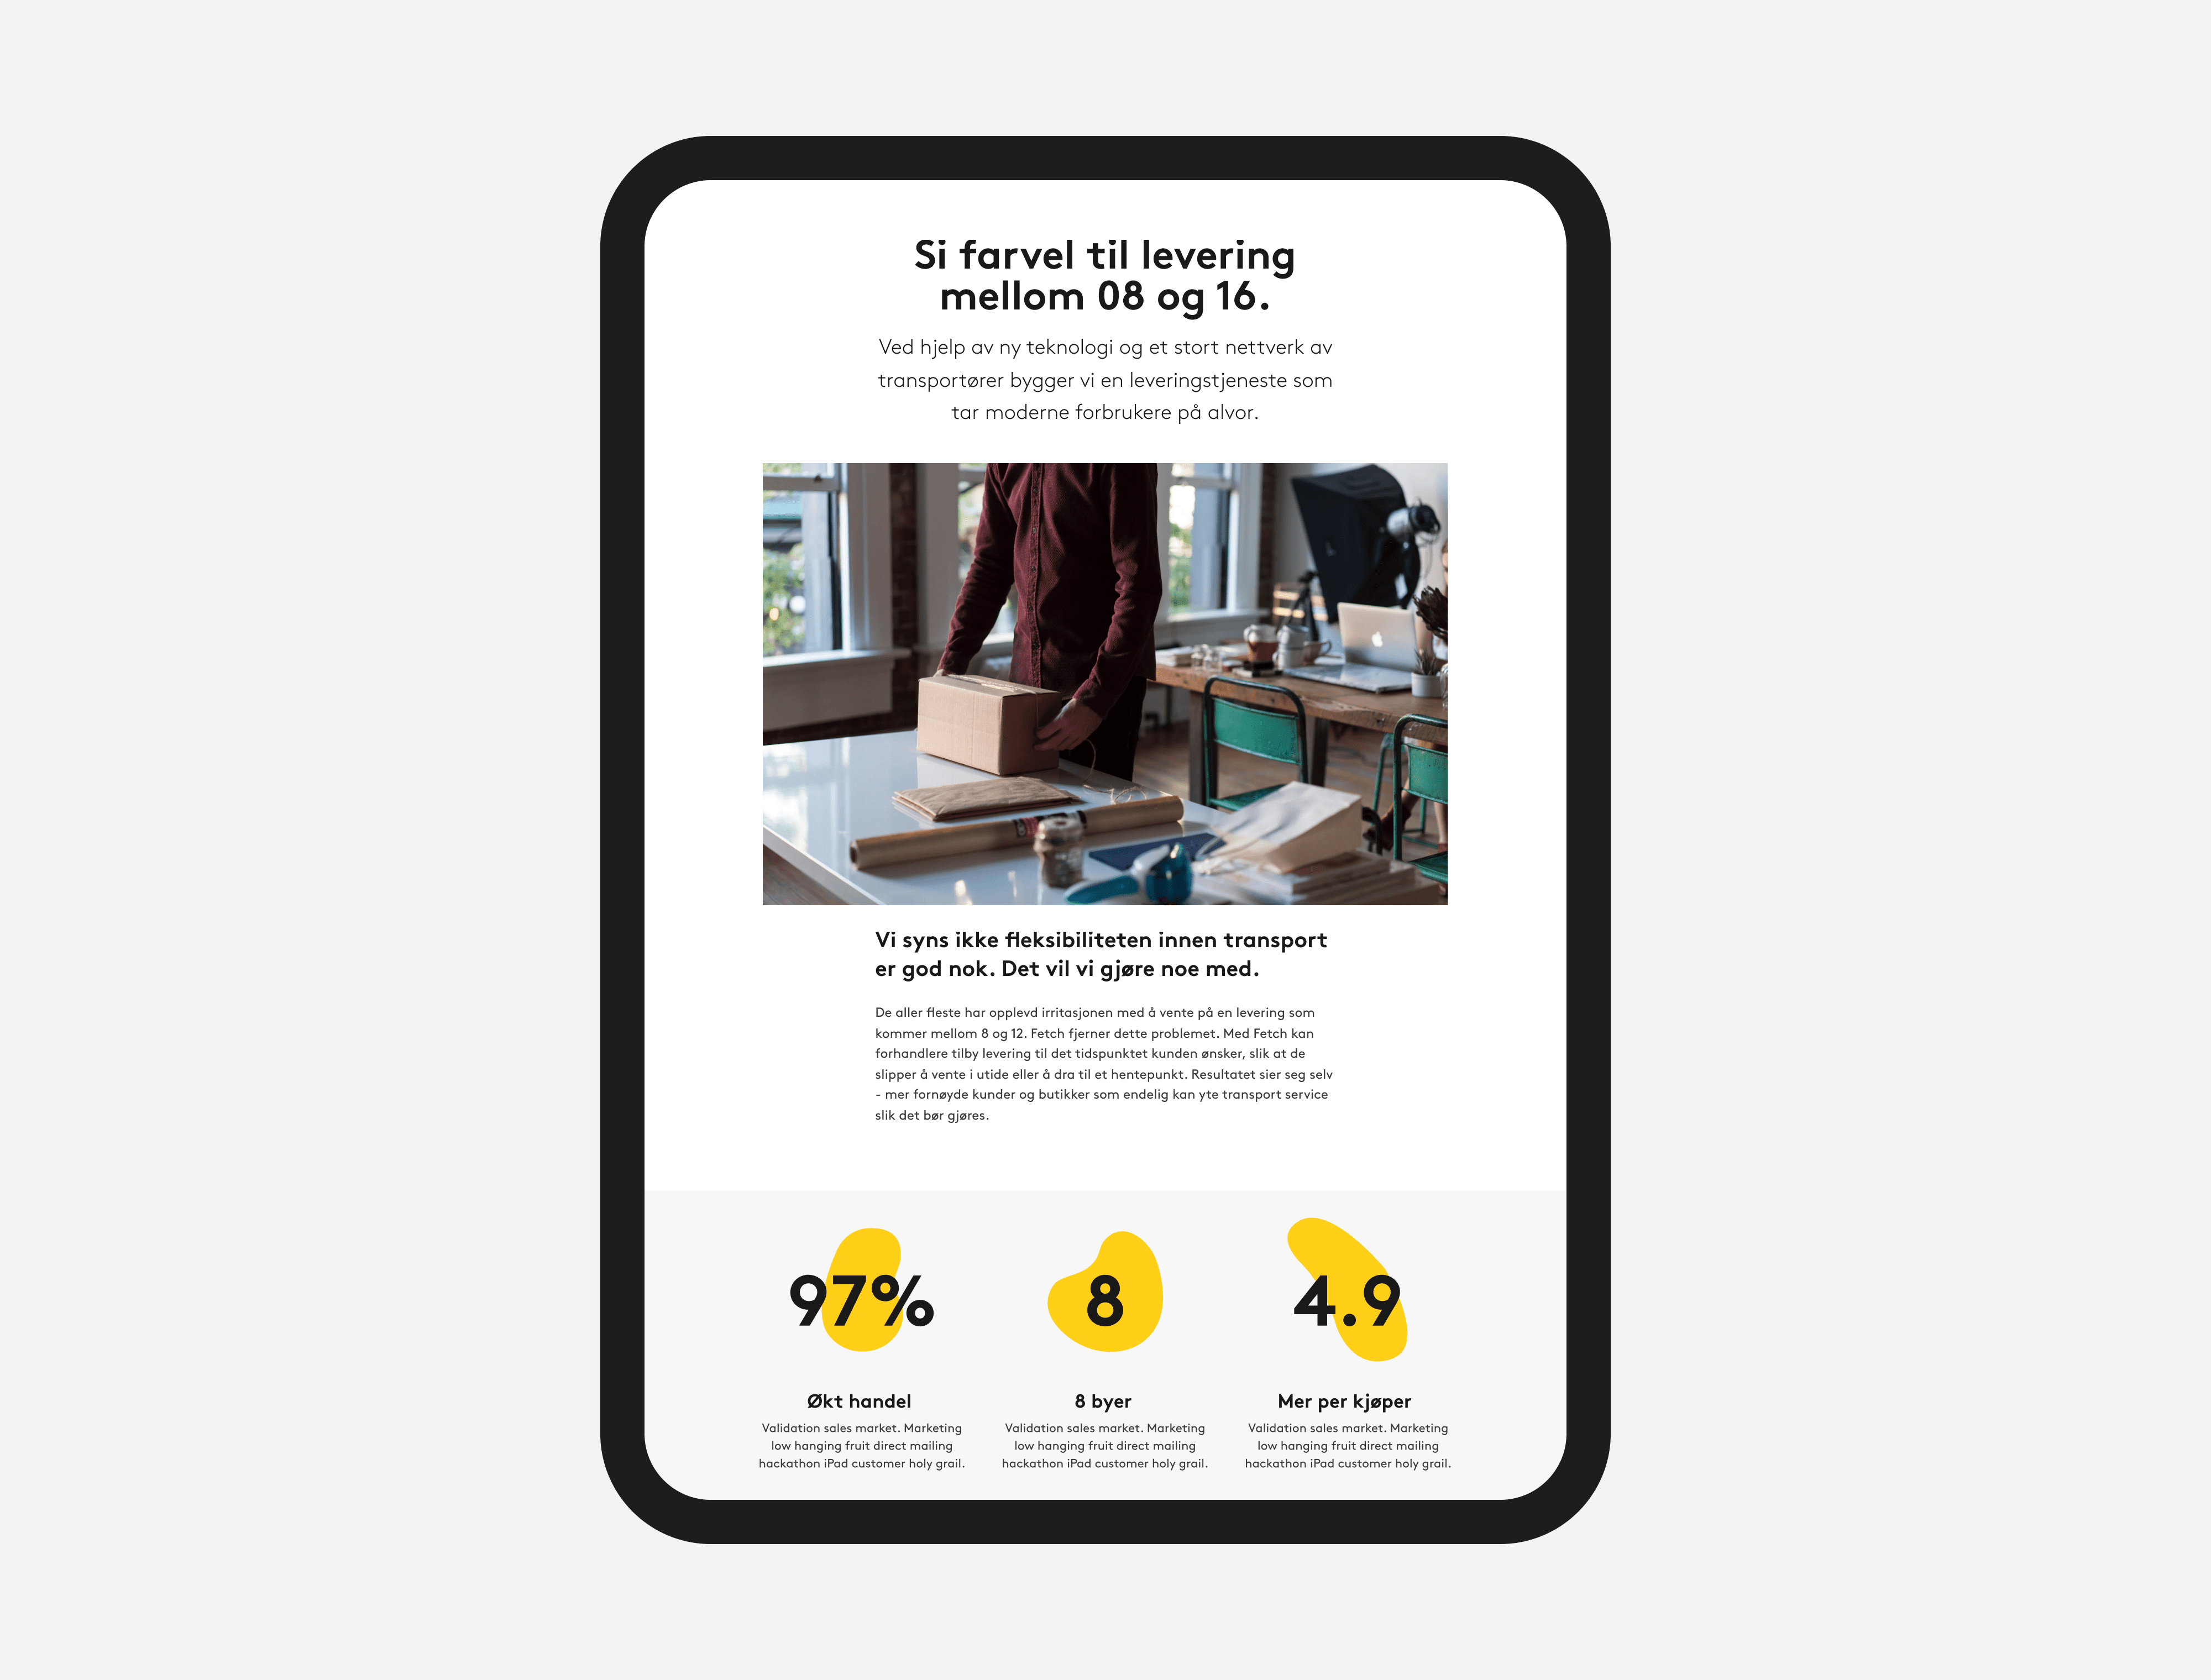 Si farvel til levering
mellom 08 og 16.
Ved hjelp av ny teknologi og et stort nettverk av
transportører bygger vi en leveringstjeneste som
tar moderne forbrukere på alvor.
Vi syns ikke fleksibiliteten innen transport
er god nok. Det vil vi gjøre noe med.
De aller fleste har opplevd irritasjonen med å vente på en levering som
kommer mellom 8 og 12. Fetch fjerner dette problemet. Med Fetch kan
forhandlere tilby levering til det tidspunktet kunden ønsker, slik at de
slipper å vente i utide eller å dra til et hentepunkt. Resultatet sier seg selv
- mer fornøyde kunder og butikker som endelig kan yte transport service
slik det bør gjøres.
97%
Økt handel
Validation sales market. Marketing
low hanging fruit direct mailing
hackathon iPad customer holy grail.
8
8 byer
Validation sales market. Marketing
low hanging fruit direct mailing
hackathon iPad customer holy grail.
4.9
Mer per kjøper
Validation sales market. Marketing
low hanging fruit direct mailing
hackathon iPad customer holy grail.